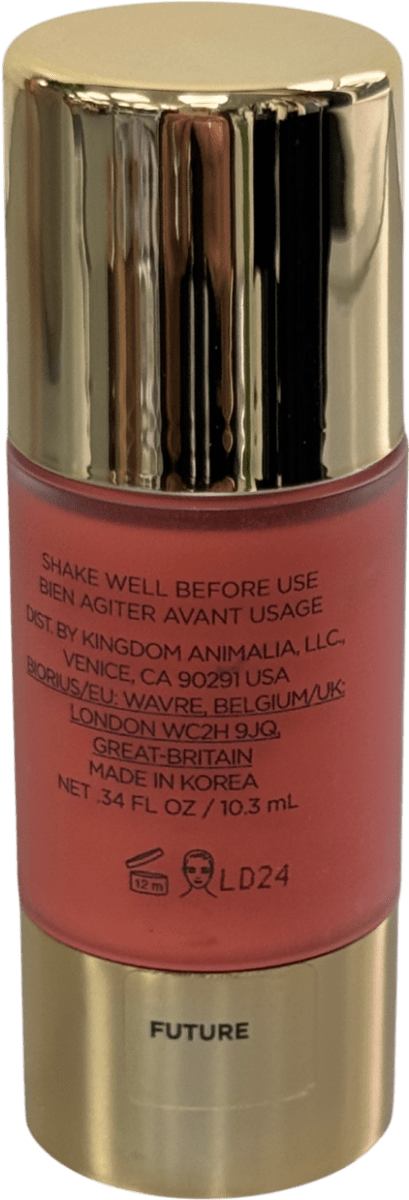 SHAKE WELL BEFORE USE
BIEN AGITER AVANT USAGE
DIST. BY KINGDOM ANIMALIA, LLC,
VENICE, CA 90291 USA
BIORIUS/EU: WAVRE, BELGIUM/UK:
LONDON WC2H 9JQ,
GREAT-BRITAIN
MADE IN KOREA
NET .34 FL OZ / 10.3 mL
12 m LD24
FUTURE